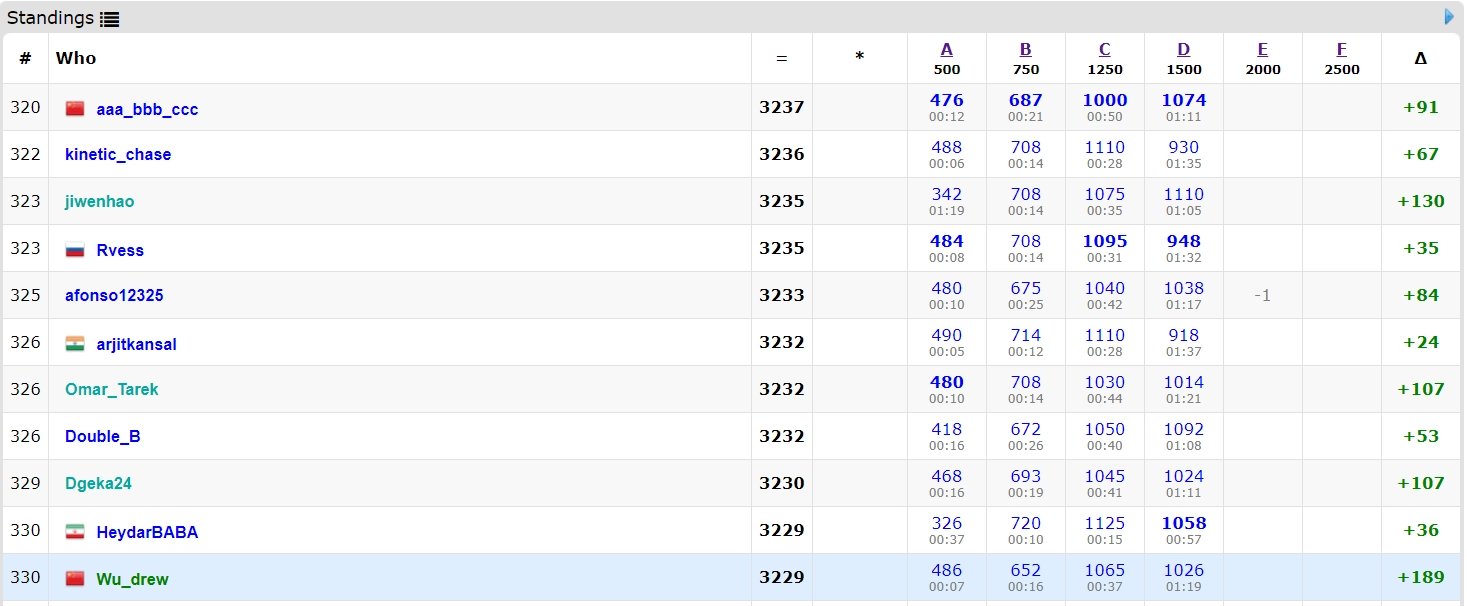 Standings
# Who = * A B C D E F Δ
500 750 1250 1500 2000 2500
320 aaa_bbb_ccc 3237 476 687 1000 1074 +91
00:12 00:21 00:50 01:11
322 kinetic_chase 3236 488 708 1110 930 +67
00:06 00:14 00:28 01:35
323 jiwenhao 3235 342 708 1075 1110 +130
01:19 00:14 00:35 01:05
323 Rvess 3235 484 708 1095 948 +35
00:08 00:14 00:31 01:32
325 afonso12325 3233 480 675 1040 1038 -1 +84
00:10 00:25 00:42 01:17
326 arjitkansal 3232 490 714 1110 918 +24
00:05 00:12 00:28 01:37
326 Omar_Tarek 3232 480 708 1030 1014 +107
00:10 00:14 00:44 01:21
326 Double_B 3232 418 672 1050 1092 +53
00:16 00:26 00:40 01:08
329 Dgeka24 3230 468 693 1045 1024 +107
00:16 00:19 00:41 01:11
330 HeydarBABA 3229 326 720 1125 1058 +36
00:37 00:10 00:15 00:57
330 Wu_drew 3229 486 652 1065 1026 +189
00:07 00:16 00:37 01:19